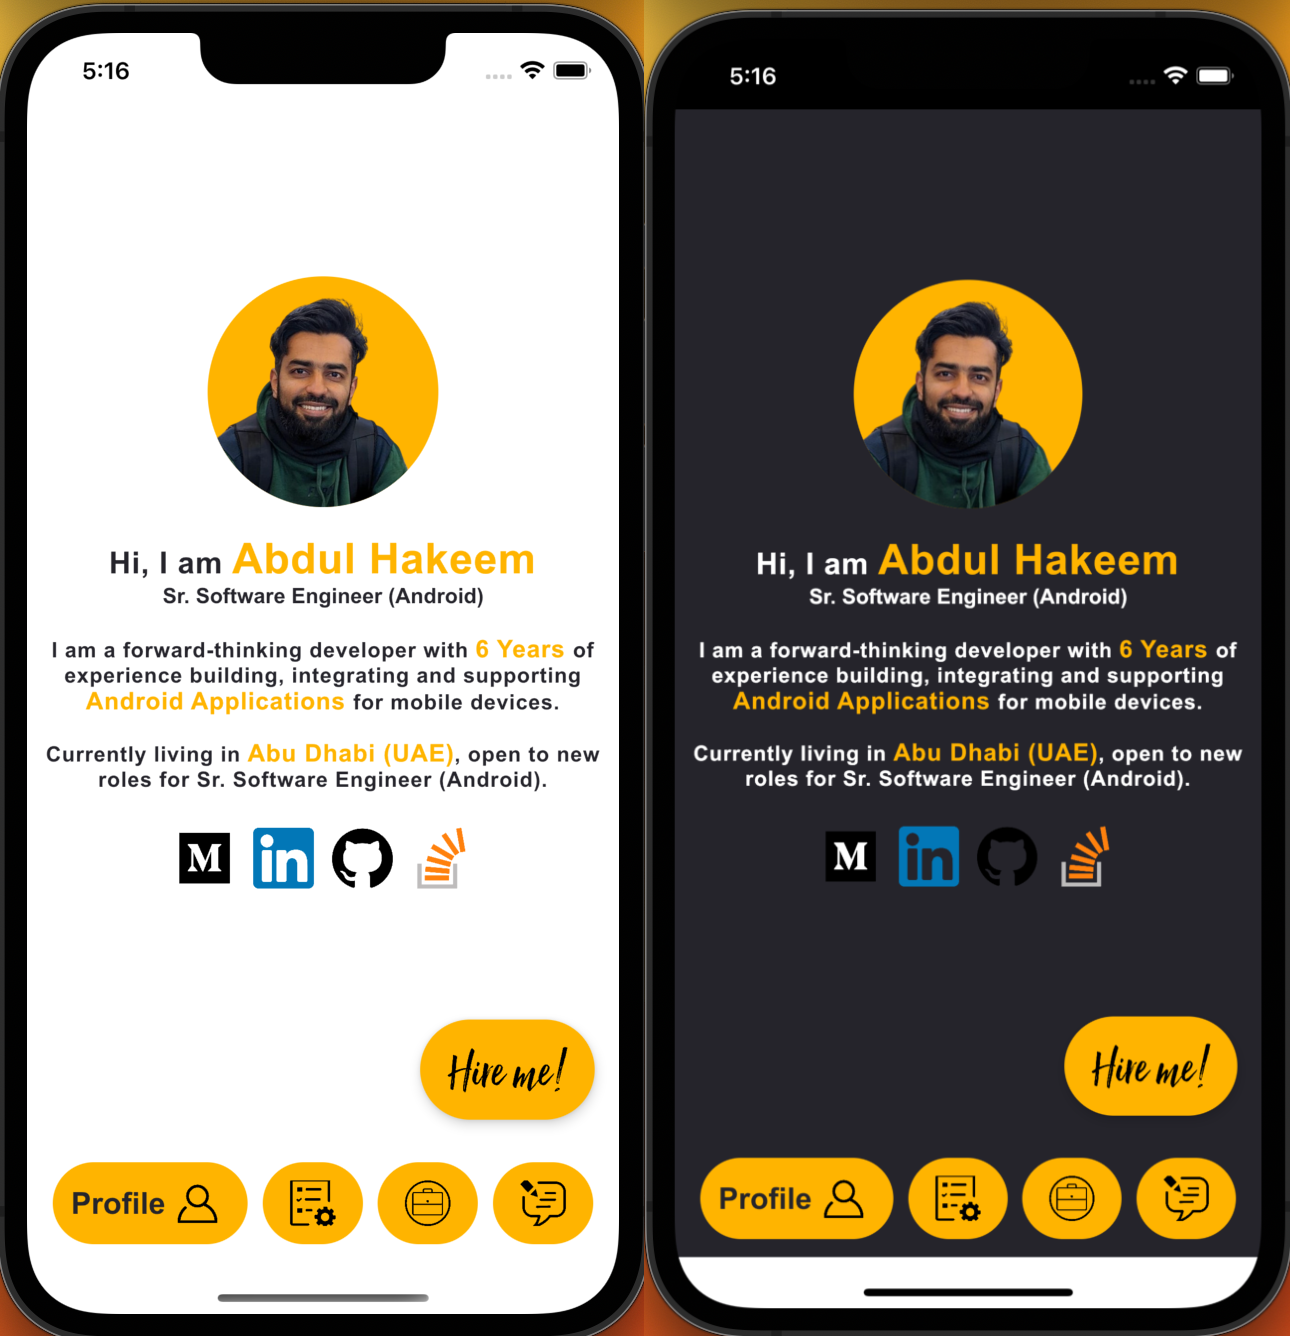 5:16
Hi, I am Abdul Hakeem
Sr. Software Engineer (Android)
I am a forward-thinking developer with 6 Years of
experience building, integrating and supporting
Android Applications for mobile devices.
Currently living in Abu Dhabi (UAE), open to new
roles for Sr. Software Engineer (Android).
M
in
Hire me!
Profile
5:16
Hi, I am Abdul Hakeem
Sr. Software Engineer (Android)
I am a forward-thinking developer with 6 Years of
experience building, integrating and supporting
Android Applications for mobile devices.
Currently living in Abu Dhabi (UAE), open to new
roles for Sr. Software Engineer (Android).
M
in
Hire me!
Profile